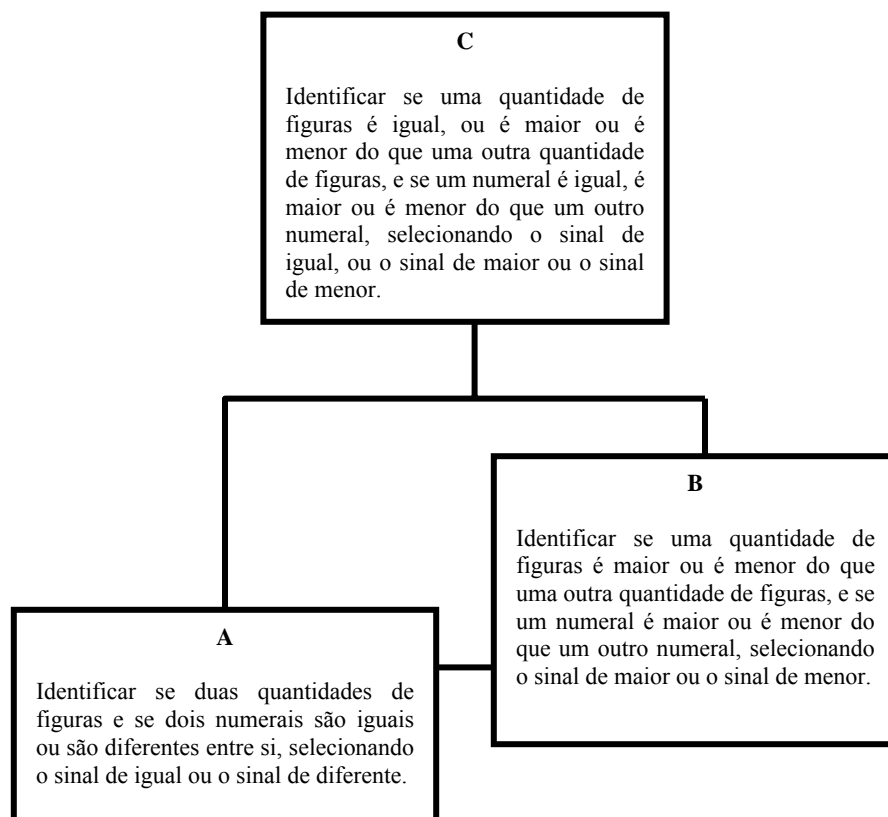 C
Identificar se uma quantidade de
figuras é igual, ou é maior ou é
menor do que uma outra quantidade
de figuras, e se um numeral é igual, é
maior ou é menor do que um outro
numeral, selecionando o sinal de
igual, ou o sinal de maior ou o sinal
de menor.
B
Identificar se uma quantidade de
figuras é maior ou é menor do que
uma outra quantidade de figuras, e se
um numeral é maior ou é menor do
que um outro numeral, selecionando
o sinal de maior ou o sinal de menor.
A
Identificar se duas quantidades de
figuras e se dois numerais são iguais
ou são diferentes entre si, selecionando
o sinal de igual ou o sinal de diferente.